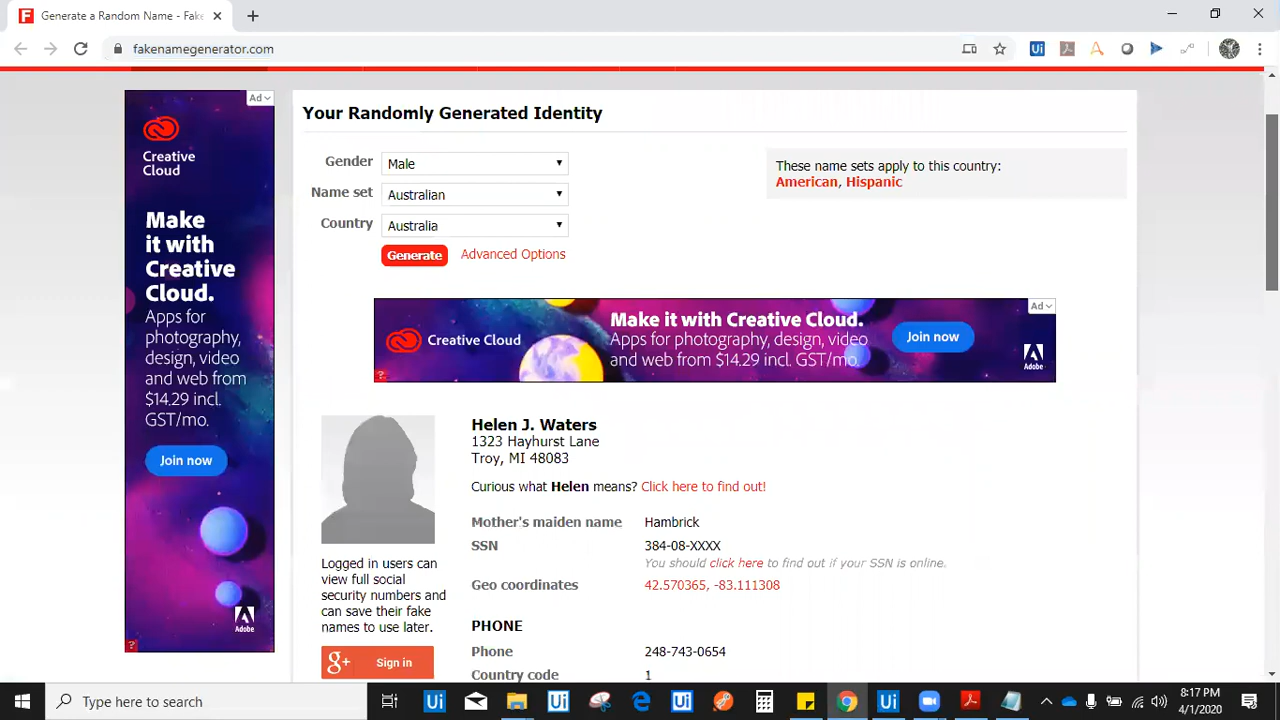 Generate a Random Name - Fake
fakenamegenerator.com
Ad
Creative
Cloud
Make
it with
Creative
Cloud.
Apps for
photography,
design, video
and web from
$14.29 incl.
GST/mo.
Join now
Adobe
Your Randomly Generated Identity
Gender Male
Name set Australian
Country Australia
Generate Advanced Options
These name sets apply to this country:
American, Hispanic
Ad
Creative Cloud
Make it with Creative Cloud.
Apps for photography, design, video
and web from $14.29 incl. GST/mo.
Join now
Adobe
Helen J. Waters
1323 Hayhurst Lane
Troy, MI 48083
Curious what Helen means? Click here to find out!
Mother's maiden name Hambrick
SSN 384-08-XXXX
You should click here to find out if your SSN is online.
Geo coordinates 42.570365, -83.111308
PHONE
Phone 248-743-0654
Country code 1
Logged in users can
view full social
security numbers and
can save their fake
names to use later.
g+ Sign in
Type here to search
8:17 PM
4/1/2020